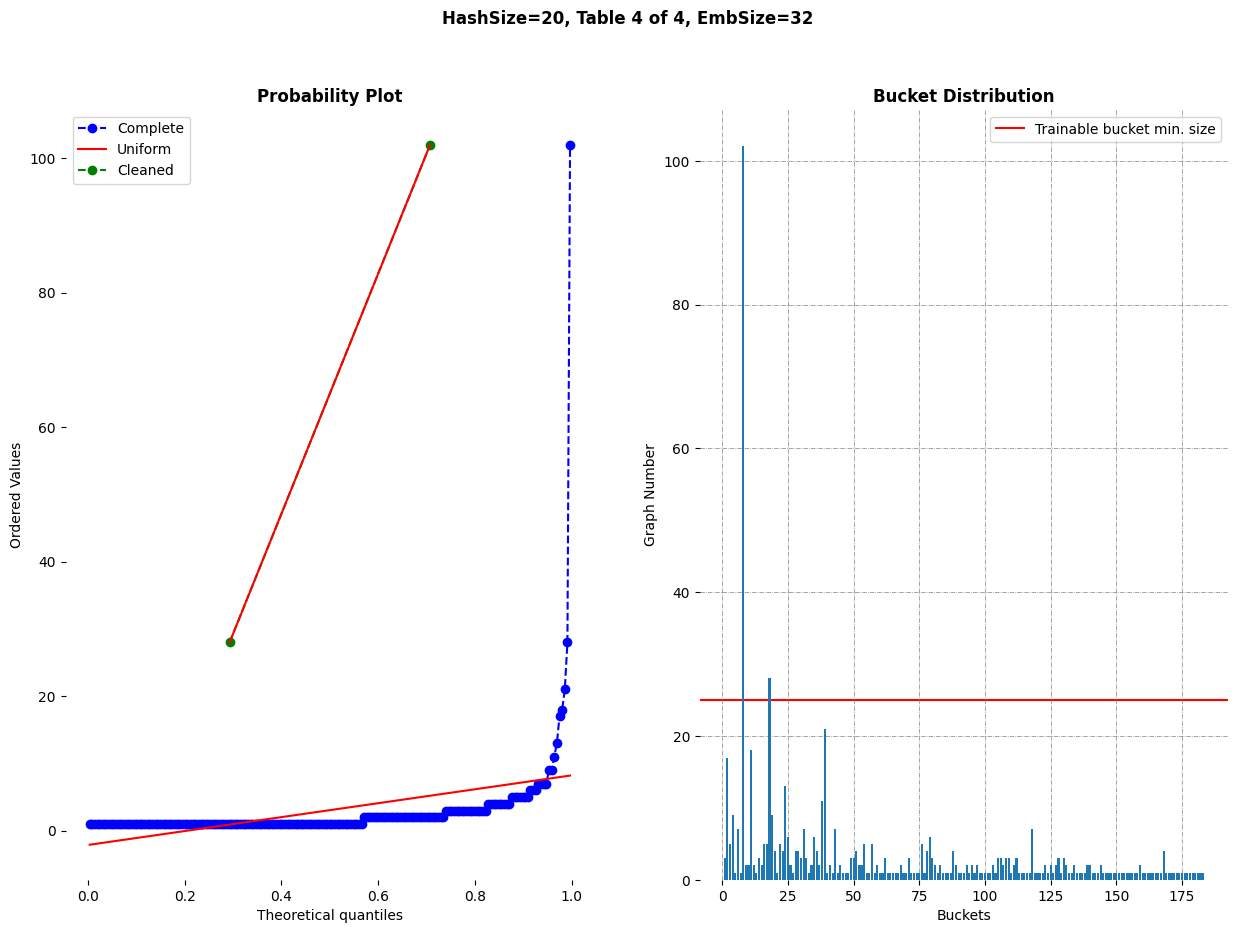 HashSize=20, Table 4 of 4, EmbSize=32
Probability Plot
Complete
Uniform
Cleaned
100
80
60
40
20
0
Ordered Values
0.0 0.2 0.4 0.6 0.8 1.0
Theoretical quantiles
Bucket Distribution
Trainable bucket min. size
100
80
60
40
20
0
Graph Number
0 25 50 75 100 125 150 175
Buckets